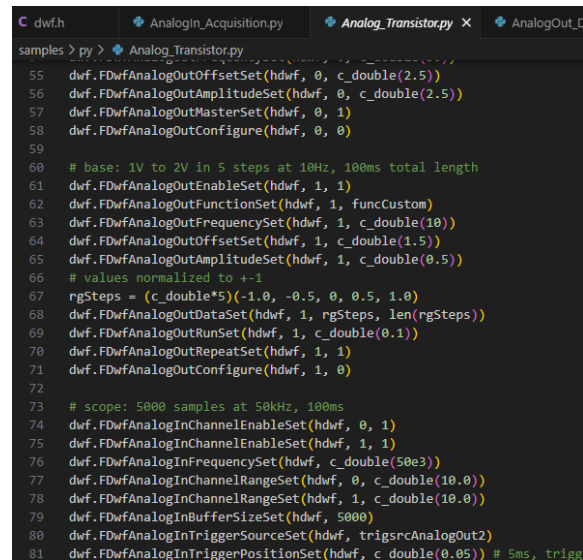 dwf.h
AnalogIn_Acquisition.py
Analog_Transistor.py
samples > py > Analog_Transistor.py
55 dwf.FDwfAnalogOutOffsetSet(hdwf, 0, c_double(2.5))
56 dwf.FDwfAnalogOutAmplitudeSet(hdwf, 0, c_double(2.5))
57 dwf.FDwfAnalogOutMasterSet(hdwf, 0, 1)
58 dwf.FDwfAnalogOutConfigure(hdwf, 0, 0)
59
60 # base: 1V to 2V in 5 steps at 10Hz, 100ms total length
61 dwf.FDwfAnalogOutEnableSet(hdwf, 1, 1)
62 dwf.FDwfAnalogOutFunctionSet(hdwf, 1, funcCustom)
63 dwf.FDwfAnalogOutFrequencySet(hdwf, 1, c_double(10))
64 dwf.FDwfAnalogOutOffsetSet(hdwf, 1, c_double(1.5))
65 dwf.FDwfAnalogOutAmplitudeSet(hdwf, 1, c_double(0.5))
66 # values normalized to +-1
67 rgSteps = (c_double*5)(-1.0, -0.5, 0, 0.5, 1.0)
68 dwf.FDwfAnalogOutDataSet(hdwf, 1, rgSteps, len(rgSteps))
69 dwf.FDwfAnalogOutRunSet(hdwf, 1, c_double(0.1))
70 dwf.FDwfAnalogOutRepeatSet(hdwf, 1, 1)
71 dwf.FDwfAnalogOutConfigure(hdwf, 1, 0)
72
73 # scope: 5000 samples at 50kHz, 100ms
74 dwf.FDwfAnalogInChannelEnableSet(hdwf, 0, 1)
75 dwf.FDwfAnalogInChannelEnableSet(hdwf, 1, 1)
76 dwf.FDwfAnalogInFrequencySet(hdwf, c_double(50e3))
77 dwf.FDwfAnalogInChannelRangeSet(hdwf, 0, c_double(10.0))
78 dwf.FDwfAnalogInChannelRangeSet(hdwf, 1, c_double(10.0))
79 dwf.FDwfAnalogInBufferSizeSet(hdwf, 5000)
80 dwf.FDwfAnalogInTriggerSourceSet(hdwf, trigsrcAnalogOut2)
81 dwf.FDwfAnalogInTriggerPositionSet(hdwf, c_double(0.05)) # 5ms,